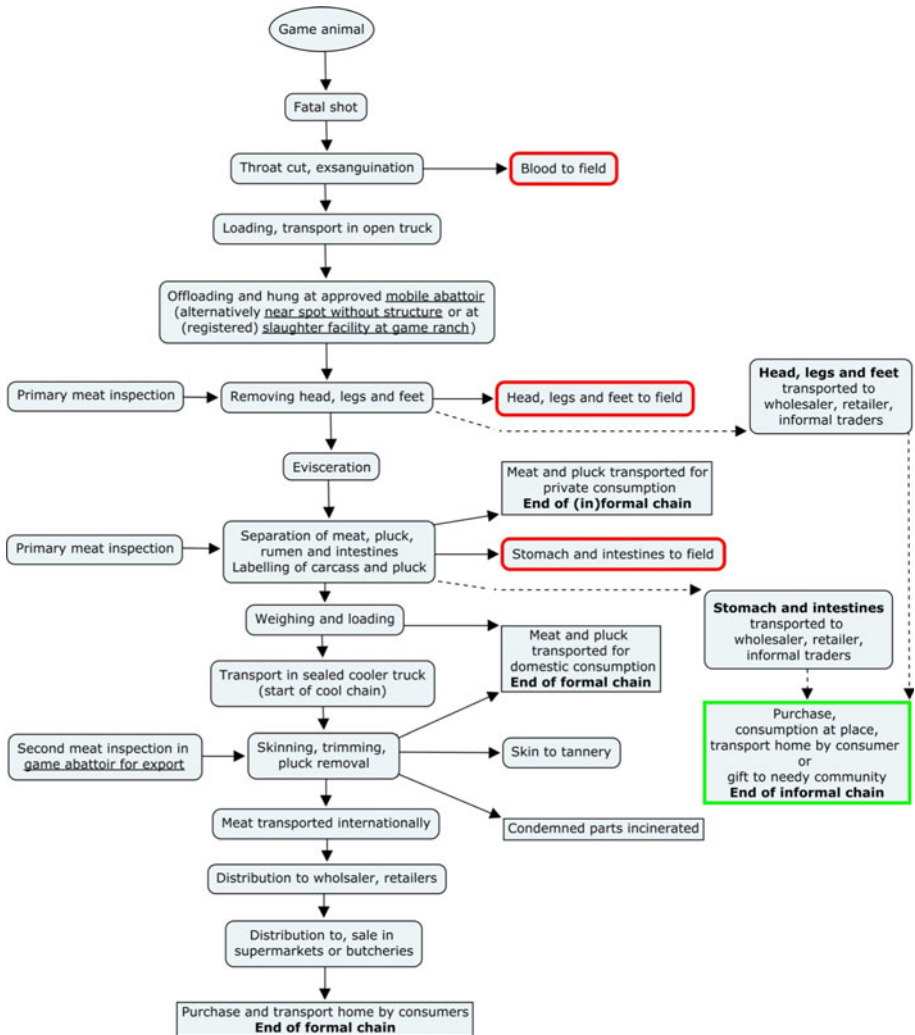 Game animal
Fatal shot
Throat cut, exsanguination
Blood to field
Loading, transport in open truck
Offloading and hung at approved mobile abattoir
(alternatively near spot without structure or at
(registered) slaughter facility at game ranch)
Primary meat inspection
Removing head, legs and feet
Head, legs and feet to field
Head, legs and feet
transported to
wholesaler, retailer,
informal traders
Evisceration
Meat and pluck transported for
private consumption
End of (in)formal chain
Primary meat inspection
Separation of meat, pluck,
rumen and intestines
Labelling of carcass and pluck
Stomach and intestines to field
Stomach and intestines
transported to
wholesaler, retailer,
informal traders
Weighing and loading
Meat and pluck
transported for
domestic consumption
End of formal chain
Transport in sealed cooler truck
(start of cool chain)
Purchase,
consumption at place,
transport home by consumer
or
gift to needy community
End of informal chain
Second meat inspection in
game abattoir for export
Skinning, trimming,
pluck removal
Skin to tannery
Meat transported internationally
Condemned parts incinerated
Distribution to wholsaler, retailers
Distribution to, sale in
supermarkets or butcheries
Purchase and transport home by consumers
End of formal chain